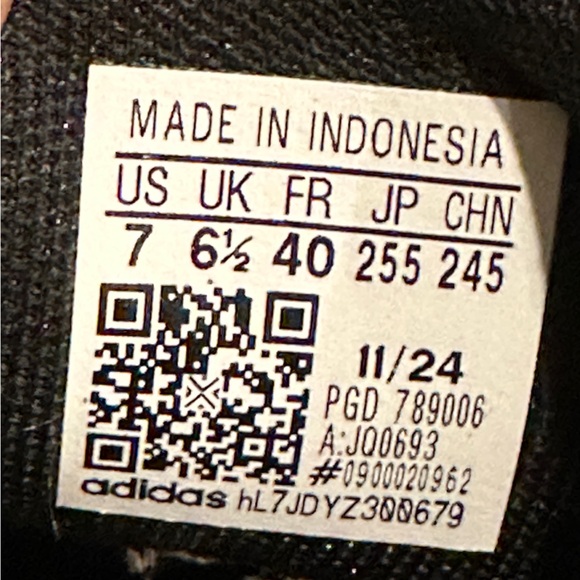 MADE IN INDONESIA
US UK FR JP CHN
7 6½ 40 255 245
11/24
PGD 789006
A:JQ0693
#0900020962
adidas hL7JDYZ300679